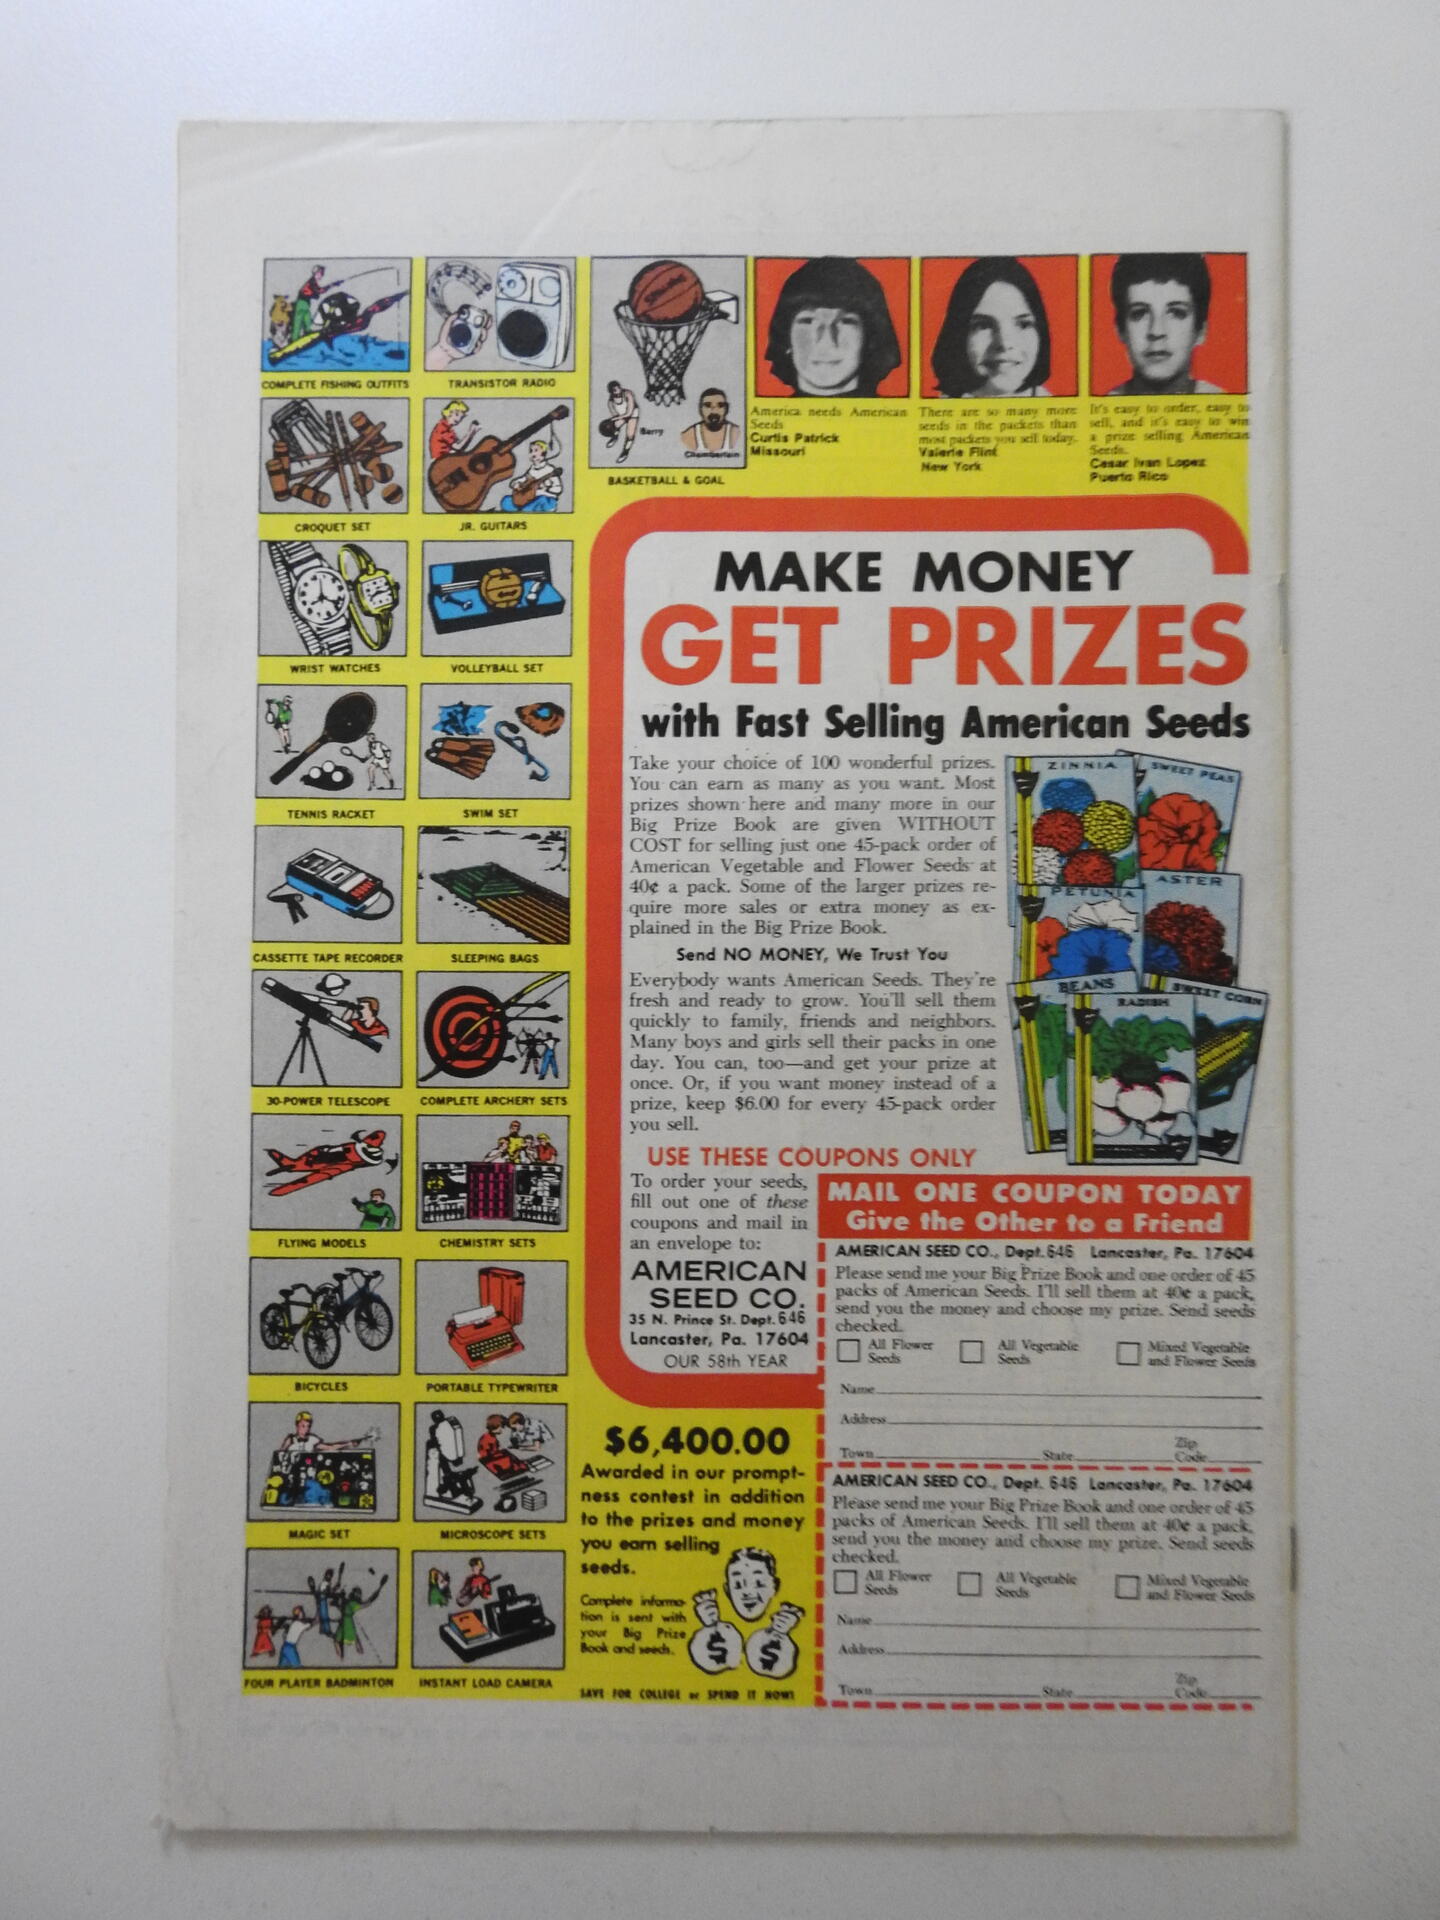 COMPLETE FISHING OUTFITS
TRANSISTOR RADIO
CROQUET SET
JR. GUITARS
WRIST WATCHES
VOLLEYBALL SET
TENNIS RACKET
SWIM SET
CASSETTE TAPE RECORDER
SLEEPING BAGS
30-POWER TELESCOPE
COMPLETE ARCHERY SETS
FLYING MODELS
CHEMISTRY SETS
BICYCLES
PORTABLE TYPEWRITER
MAGIC SET
MICROSCOPE SETS
FOUR PLAYER BADMINTON
INSTANT LOAD CAMERA
Barry
Chamberlain
BASKETBALL & GOAL
America needs American
Seeds
Curtis Patrick
Missouri
There are so many more
seeds in the packets than
most packets you sell today.
Valerie Flint
New York
It's easy to order, easy to
sell, and it's easy to win
a prize selling American
Seeds.
Cesar Ivan Lopez
Puerto Rico
MAKE MONEY
GET PRIZES
with Fast Selling American Seeds
Take your choice of 100 wonderful prizes.
You can earn as many as you want. Most
prizes shown here and many more in our
Big Prize Book are given WITHOUT
COST for selling just one 45-pack order of
American Vegetable and Flower Seeds at
40¢ a pack. Some of the larger prizes re-
quire more sales or extra money as ex-
plained in the Big Prize Book.
Send NO MONEY, We Trust You
Everybody wants American Seeds. They're
fresh and ready to grow. You'll sell them
quickly to family, friends and neighbors.
Many boys and girls sell their packs in one
day. You can, too—and get your prize at
once. Or, if you want money instead of a
prize, keep $6.00 for every 45-pack order
you sell.
ZINNIA
SWEET PEAS
PETUNIA
ASTER
BEANS
RADISH
SWEET CORN
USE THESE COUPONS ONLY
To order your seeds,
fill out one of these
coupons and mail in
an envelope to:
AMERICAN
SEED CO.
35 N. Prince St. Dept. 646
Lancaster, Pa. 17604
OUR 58th YEAR
$6,400.00
Awarded in our prompt-
ness contest in addition
to the prizes and money
you earn selling
seeds.
Complete informa-
tion is sent with
your Big Prize
Book and seeds.
$ $
SAVE FOR COLLEGE or SPEND IT NOW!
MAIL ONE COUPON TODAY
Give the Other to a Friend
AMERICAN SEED CO., Dept. 646 Lancaster, Pa. 17604
Please send me your Big Prize Book and one order of 45
packs of American Seeds. I'll sell them at 40¢ a pack,
send you the money and choose my prize. Send seeds
checked.
All Flower Seeds
All Vegetable Seeds
Mixed Vegetable and Flower Seeds
Name
Address
Town State Zip Code
AMERICAN SEED CO., Dept. 646 Lancaster, Pa. 17604
Please send me your Big Prize Book and one order of 45
packs of American Seeds. I'll sell them at 40¢ a pack,
send you the money and choose my prize. Send seeds
checked.
All Flower Seeds
All Vegetable Seeds
Mixed Vegetable and Flower Seeds
Name
Address
Town State Zip Code